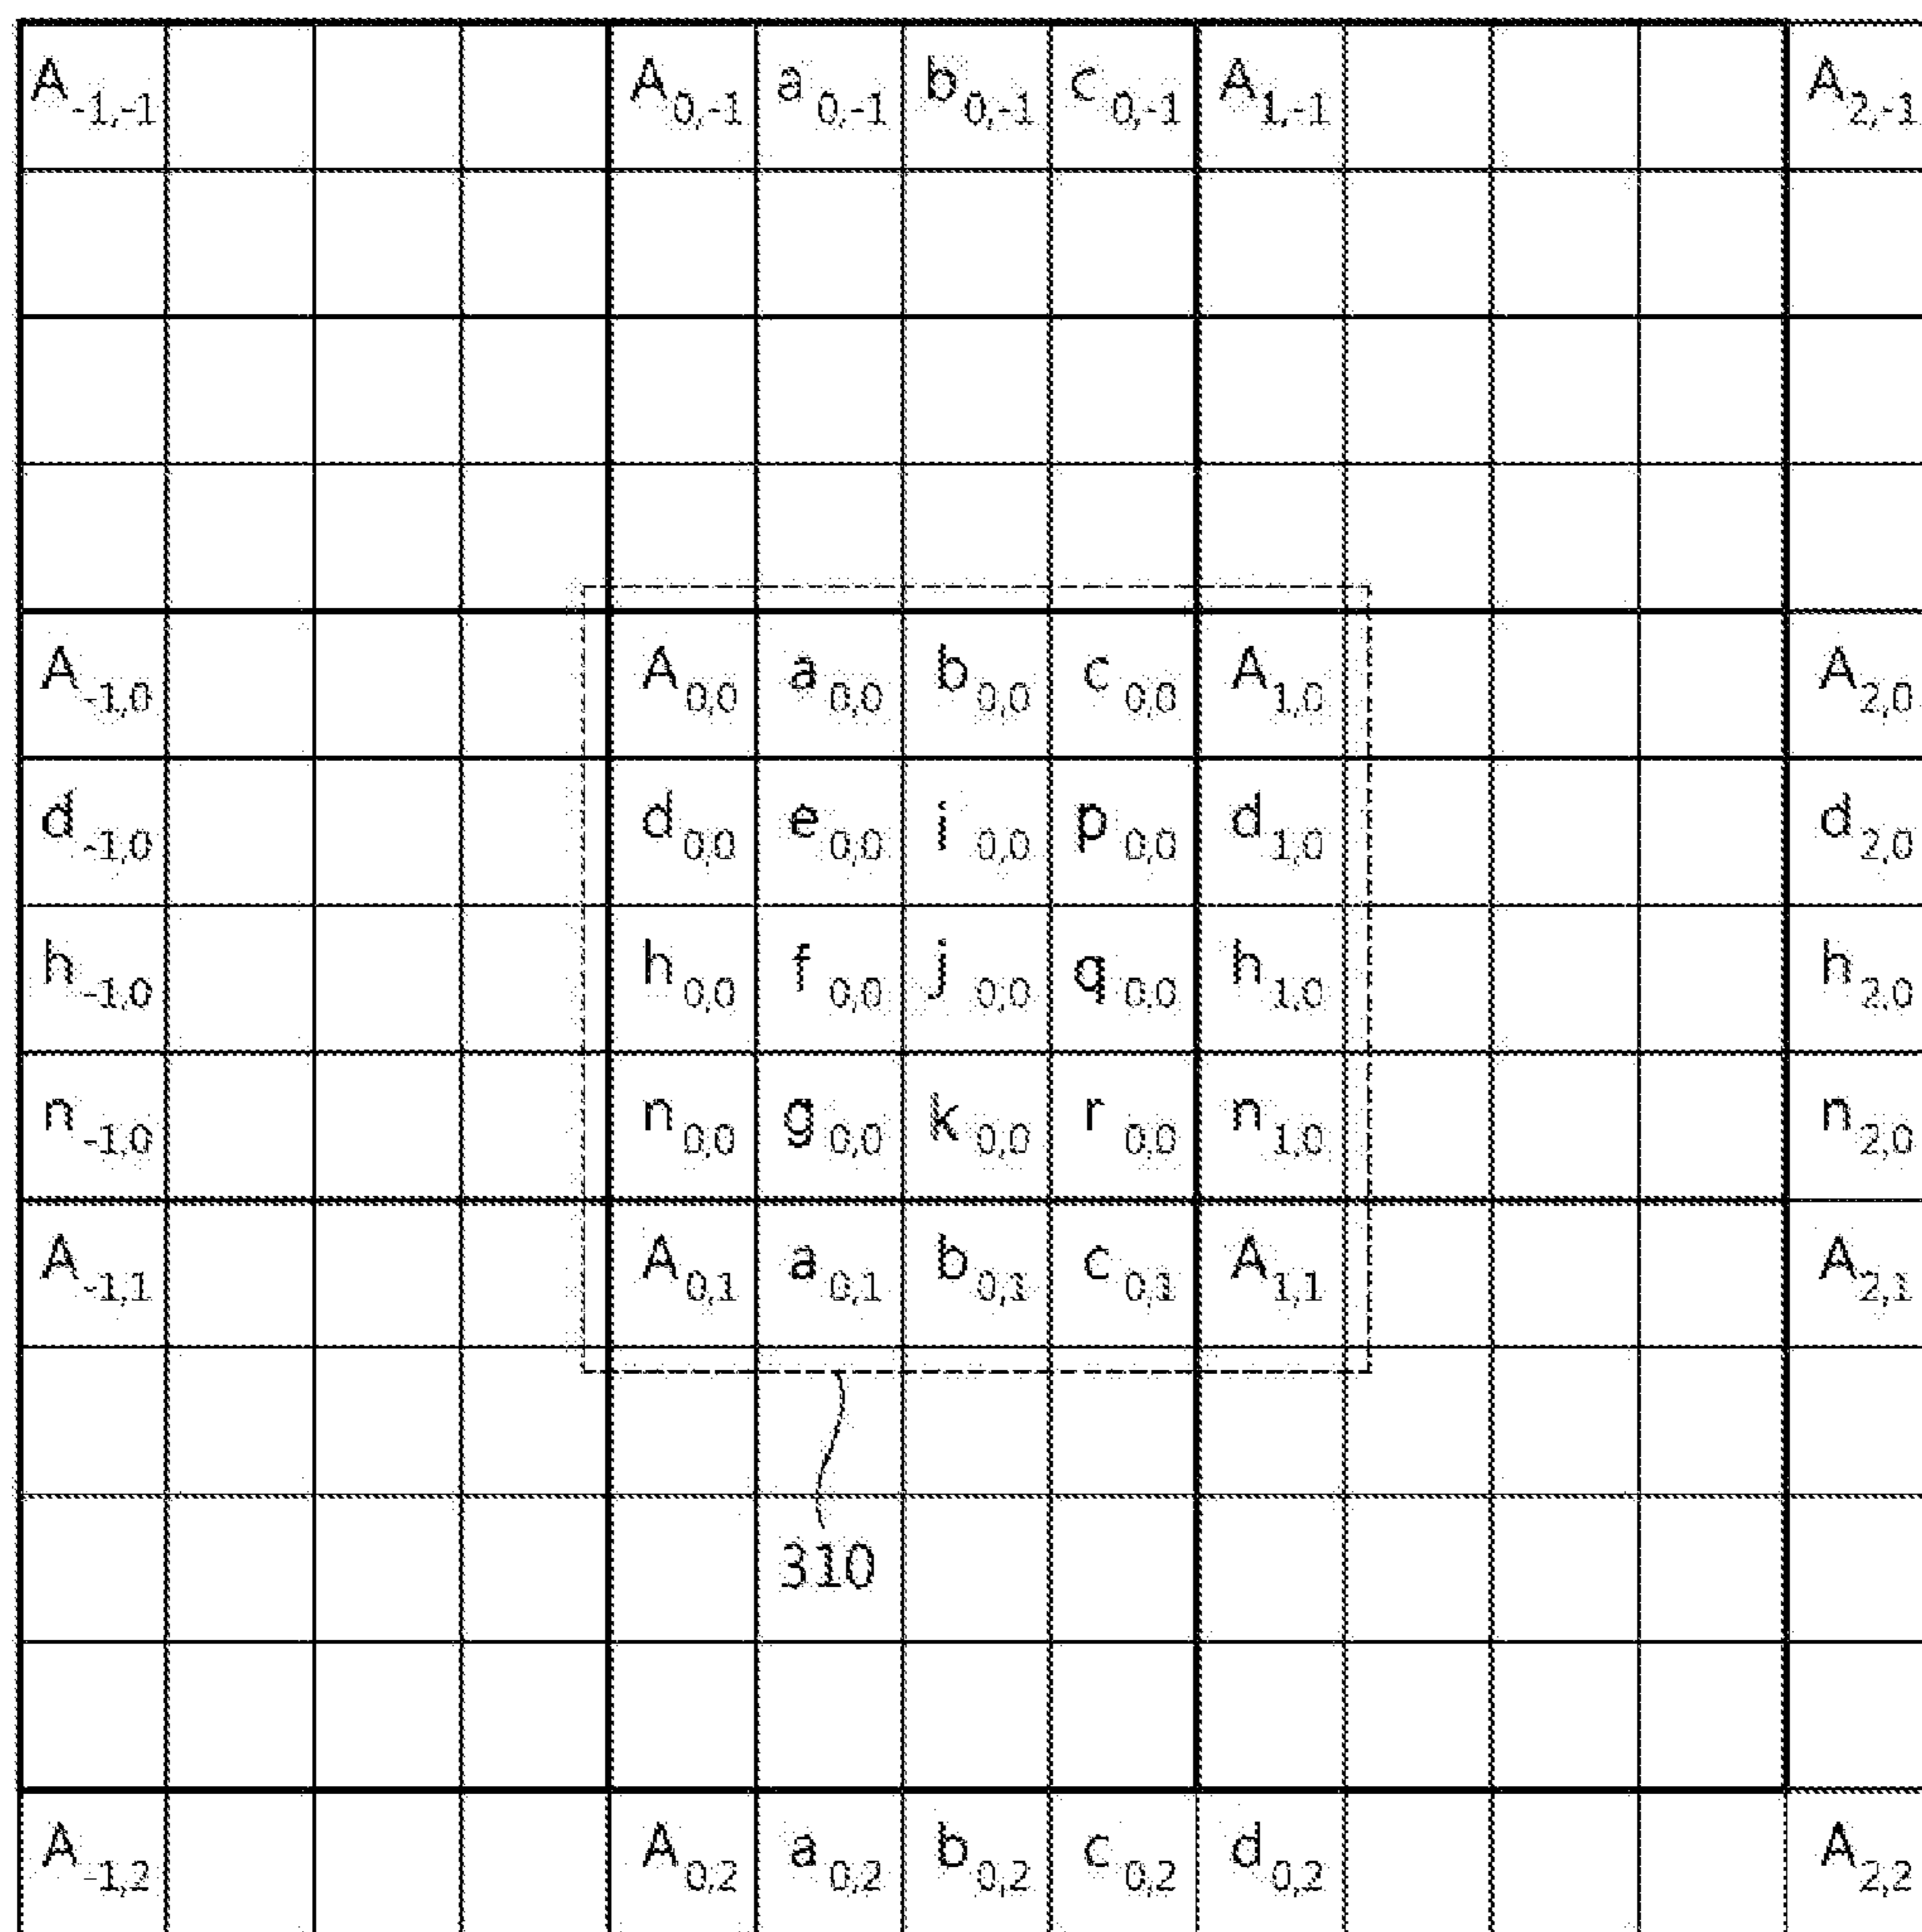 A-1,-1 A0,-1 a0,-1 b0,-1 c0,-1 A1,-1 A2,-1
A-1,0 A0,0 a0,0 b0,0 c0,0 A1,0 A2,0
d-1,0 d0,0 e0,0 i0,0 p0,0 d1,0 d2,0
h-1,0 h0,0 f0,0 j0,0 q0,0 h1,0 h2,0
n-1,0 n0,0 g0,0 k0,0 r0,0 n1,0 n2,0
A-1,1 A0,1 a0,1 b0,1 c0,1 A1,1 A2,1
310
A-1,2 A0,2 a0,2 b0,2 c0,2 d0,2 A2,2